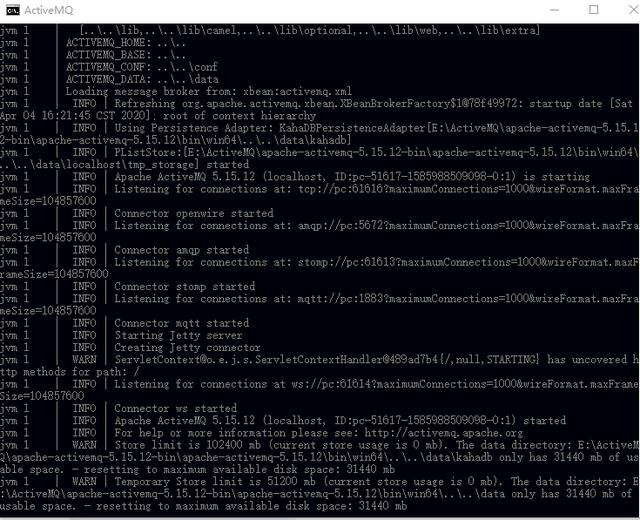 ActiveMQ
jvm 1    |     [..\..\lib,..\..\lib\camel,..\..\lib\optional,..\..\lib\web,..\..\lib\extra]
jvm 1    | ACTIVEMQ_HOME: ..\..
jvm 1    | ACTIVEMQ_BASE: ..\..
jvm 1    | ACTIVEMQ_CONF: ..\..\conf
jvm 1    | ACTIVEMQ_DATA: ..\..\data
jvm 1    | Loading message broker from: xbean:activemq.xml
jvm 1    |  INFO | Refreshing org.apache.activemq.xbean.XBeanBrokerFactory$1@78f49972: startup date [Sat
Apr 04 16:21:45 CST 2020]; root of context hierarchy
jvm 1    |  INFO | Using Persistence Adapter: KahaDBPersistenceAdapter[E:\ActiveMQ\apache-activemq-5.15.1
2-bin\apache-activemq-5.15.12\bin\win64\..\..\data\kahadb]
jvm 1    |  INFO | PListStore:[E:\ActiveMQ\apache-activemq-5.15.12-bin\apache-activemq-5.15.12\bin\win64\
..\..\data\localhost\tmp_storage] started
jvm 1    |  INFO | Apache ActiveMQ 5.15.12 (localhost, ID:pc-51617-1585988509098-0:1) is starting
jvm 1    |  INFO | Listening for connections at: tcp://pc:61616?maximumConnections=1000&wireFormat.maxFra
meSize=104857600
jvm 1    |  INFO | Connector openwire started
jvm 1    |  INFO | Listening for connections at: amqp://pc:5672?maximumConnections=1000&wireFormat.maxFra
meSize=104857600
jvm 1    |  INFO | Connector amqp started
jvm 1    |  INFO | Listening for connections at: stomp://pc:61613?maximumConnections=1000&wireFormat.maxF
rameSize=104857600
jvm 1    |  INFO | Connector stomp started
jvm 1    |  INFO | Listening for connections at: mqtt://pc:1883?maximumConnections=1000&wireFormat.maxFra
meSize=104857600
jvm 1    |  INFO | Connector mqtt started
jvm 1    |  INFO | Starting Jetty server
jvm 1    |  INFO | Creating Jetty connector
jvm 1    |  WARN | ServletContext@o.e.j.s.ServletContextHandler@489ad7b4{/,null,STARTING} has uncovered h
ttp methods for path: /
jvm 1    |  INFO | Listening for connections at ws://pc:61614?maximumConnections=1000&wireFormat.maxFrame
Size=104857600
jvm 1    |  INFO | Connector ws started
jvm 1    |  INFO | Apache ActiveMQ 5.15.12 (localhost, ID:pc-51617-1585988509098-0:1) started
jvm 1    |  INFO | For help or more information please see: http://activemq.apache.org
jvm 1    |  WARN | Store limit is 102400 mb (current store usage is 0 mb). The data directory: E:\ActiveM
Q\apache-activemq-5.15.12-bin\apache-activemq-5.15.12\bin\win64\..\..\data\kahadb only has 31440 mb of us
able space. - resetting to maximum available disk space: 31440 mb
jvm 1    |  WARN | Temporary Store limit is 51200 mb (current store usage is 0 mb). The data directory: E
:\ActiveMQ\apache-activemq-5.15.12-bin\apache-activemq-5.15.12\bin\win64\..\..\data only has 31440 mb of
usable space. - resetting to maximum available disk space: 31440 mb